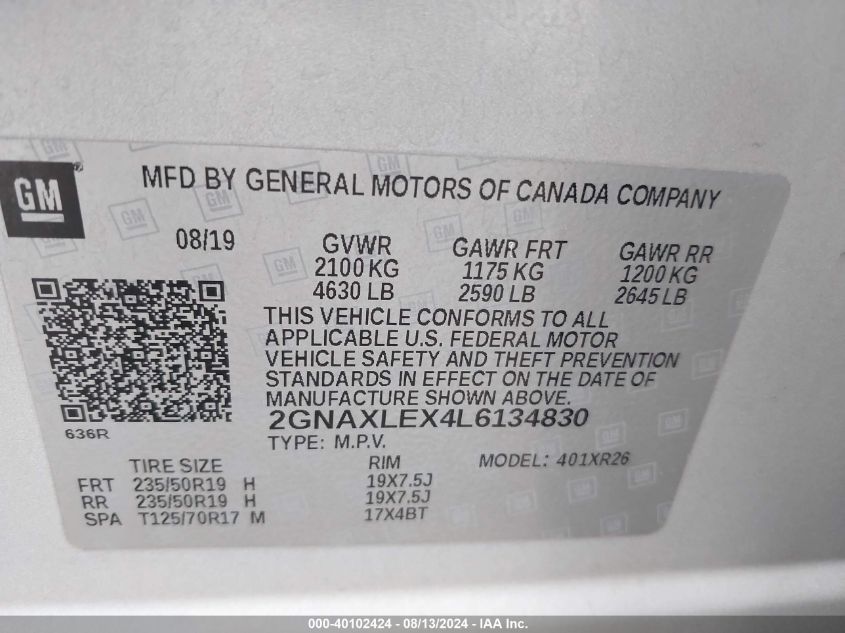 GM
MFD BY GENERAL MOTORS OF CANADA COMPANY
08/19 GVWR GAWR FRT GAWR RR
2100 KG 1175 KG 1200 KG
4630 LB 2590 LB 2645 LB
THIS VEHICLE CONFORMS TO ALL
APPLICABLE U.S. FEDERAL MOTOR
VEHICLE SAFETY AND THEFT PREVENTION
STANDARDS IN EFFECT ON THE DATE OF
MANUFACTURE SHOWN ABOVE.
2GNAXLEX4L6134830
636R
TYPE: M.P.V.
TIRE SIZE RIM MODEL: 401XR26
FRT 235/50R19 H 19X7.5J
RR 235/50R19 H 19X7.5J
SPA T125/70R17 M 17X4BT
000-40102424 - 08/13/2024 - IAA Inc.